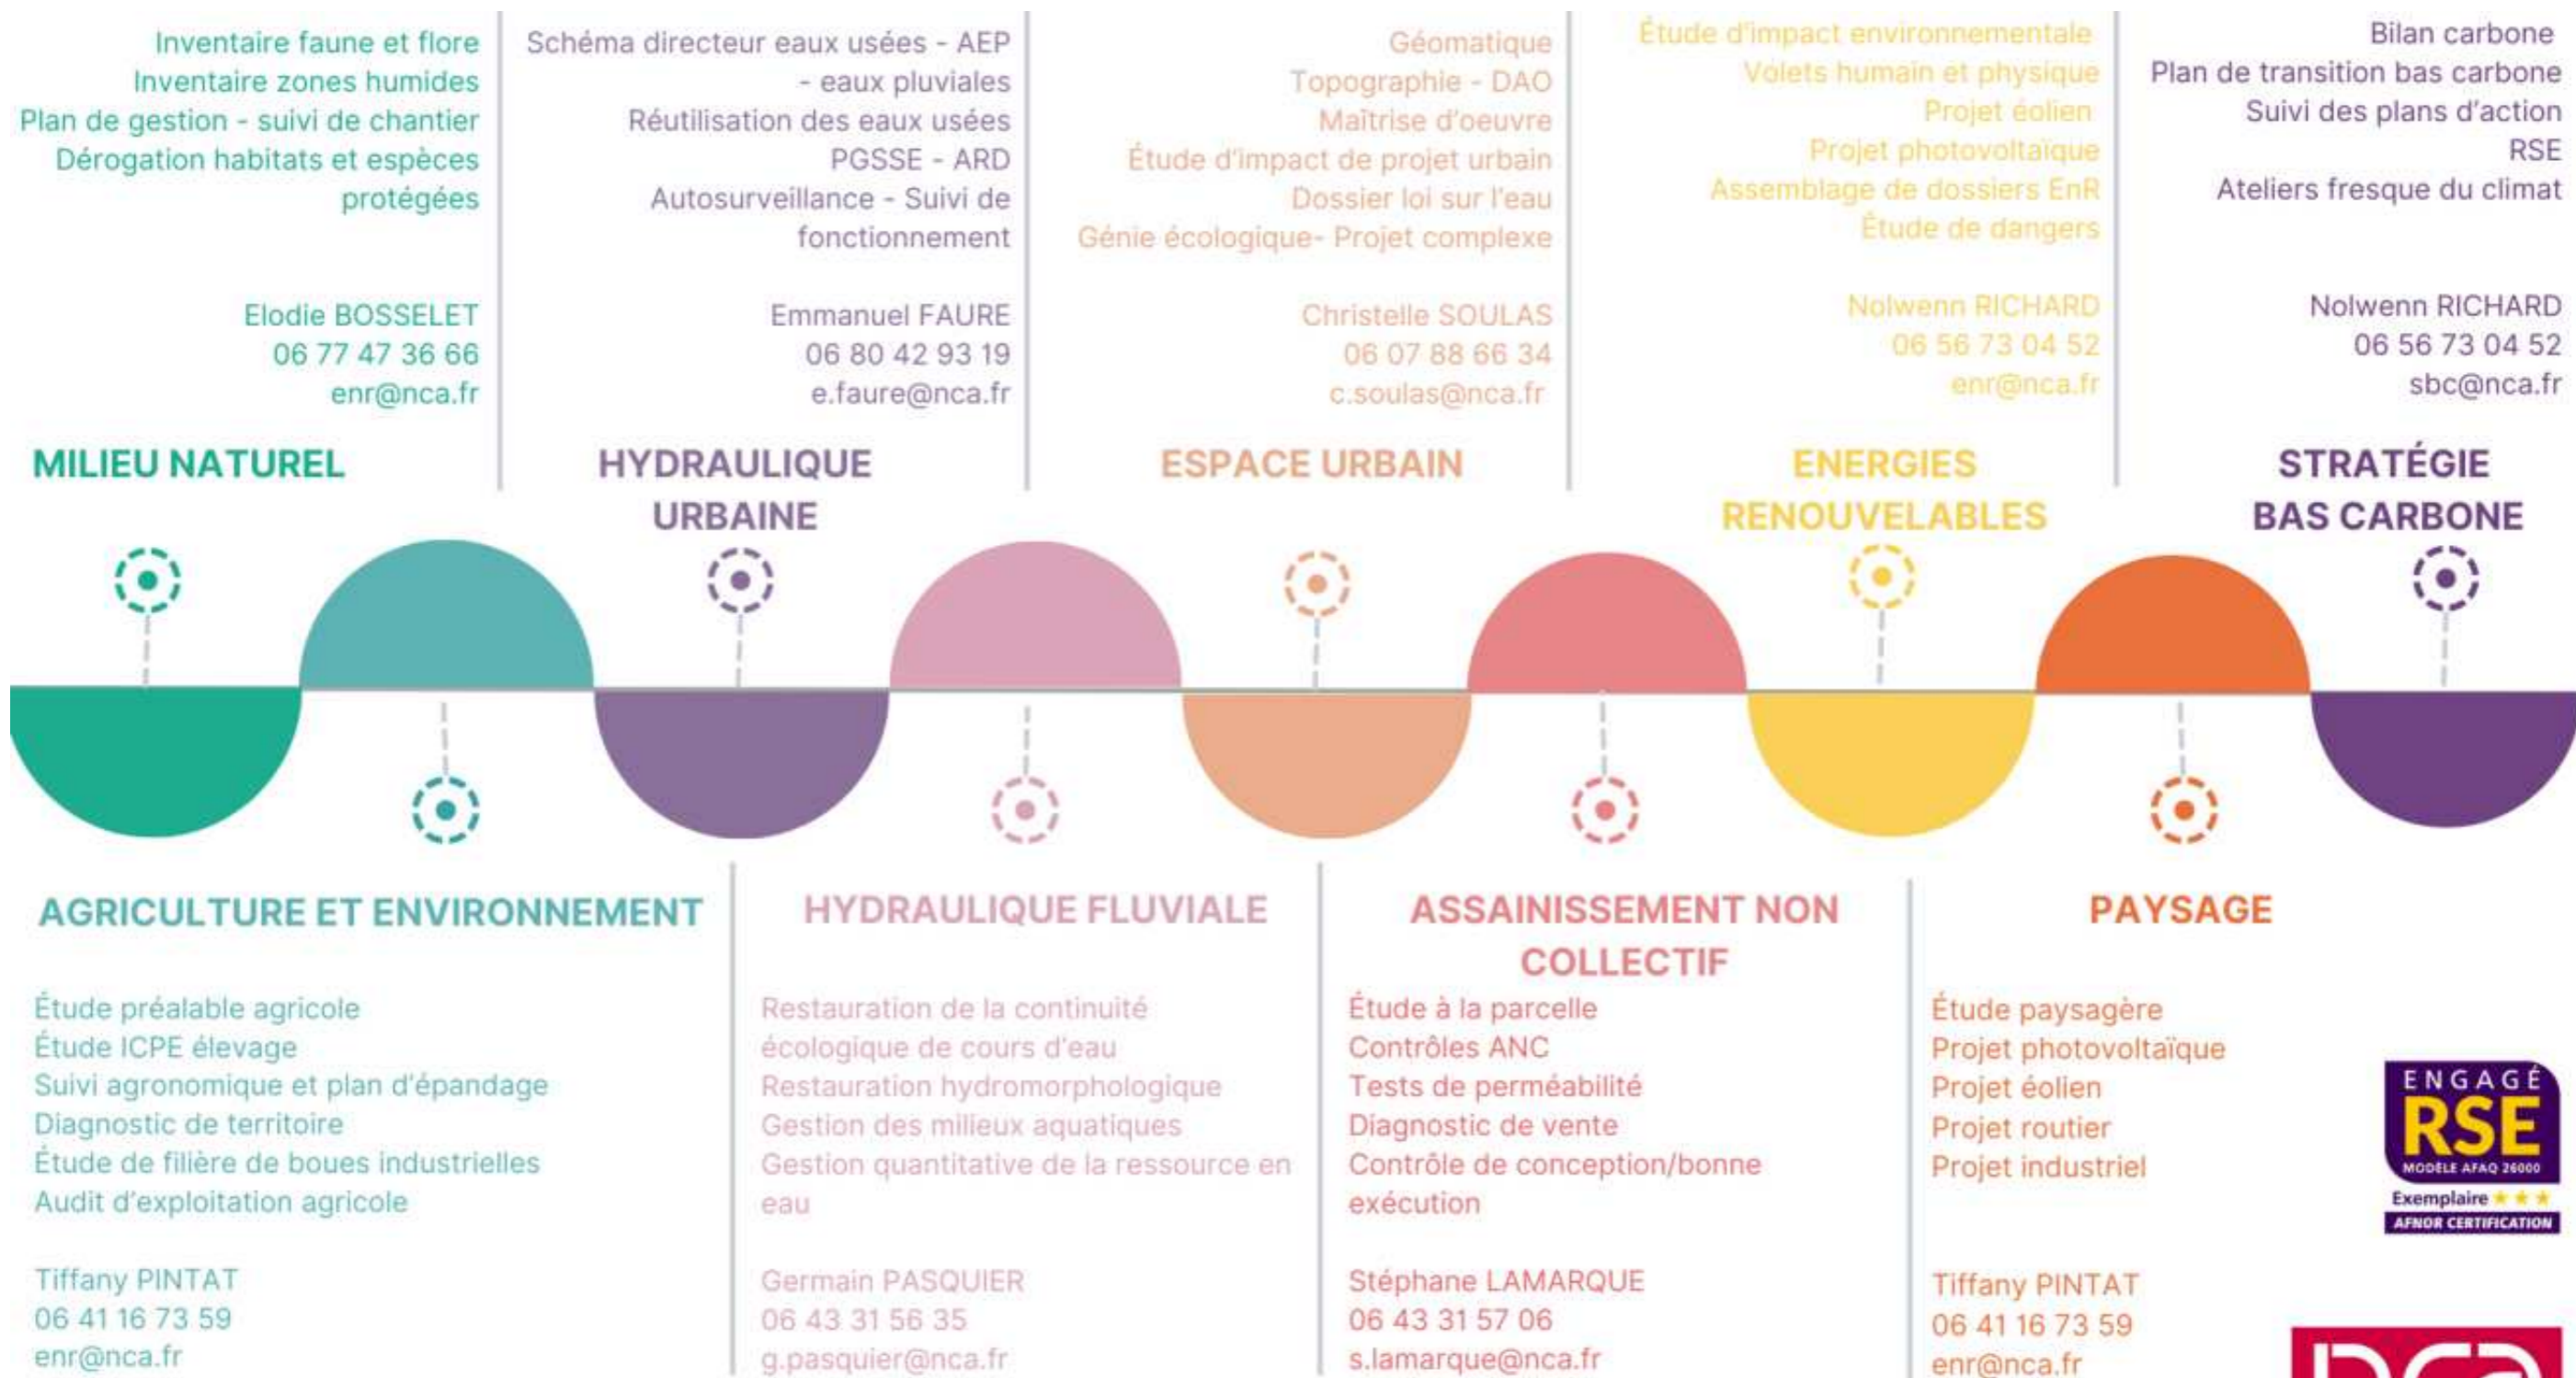 Inventaire faune et flore
Inventaire zones humides
Plan de gestion - suivi de chantier
Dérogation habitats et espèces
protégées
Elodie BOSSELET
06 77 47 36 66
enr@nca.fr
MILIEU NATUREL
Schéma directeur eaux usées - AEP
- eaux pluviales
Réutilisation des eaux usées
PGSSE - ARD
Autosurveillance - Suivi de
fonctionnement
Emmanuel FAURE
06 80 42 93 19
e.faure@nca.fr
HYDRAULIQUE
URBAINE
Géomatique
Topographie - DAO
Maîtrise d'oeuvre
Étude d'impact de projet urbain
Dossier loi sur l'eau
Génie écologique- Projet complexe
Christelle SOULAS
06 07 88 66 34
c.soulas@nca.fr
ESPACE URBAIN
Étude d'impact environnementale
Volets humain et physique
Projet éolien
Projet photovoltaïque
Assemblage de dossiers EnR
Étude de dangers
Nolwenn RICHARD
06 56 73 04 52
enr@nca.fr
ENERGIES
RENOUVELABLES
Bilan carbone
Plan de transition bas carbone
Suivi des plans d'action
RSE
Ateliers fresque du climat
Nolwenn RICHARD
06 56 73 04 52
sbc@nca.fr
STRATÉGIE
BAS CARBONE
AGRICULTURE ET ENVIRONNEMENT
Étude préalable agricole
Étude ICPE élevage
Suivi agronomique et plan d'épandage
Diagnostic de territoire
Étude de filière de boues industrielles
Audit d'exploitation agricole
Tiffany PINTAT
06 41 16 73 59
enr@nca.fr
HYDRAULIQUE FLUVIALE
Restauration de la continuité
écologique de cours d'eau
Restauration hydromorphologique
Gestion des milieux aquatiques
Gestion quantitative de la ressource en
eau
Germain PASQUIER
06 43 31 56 35
g.pasquier@nca.fr
ASSAINISSEMENT NON
COLLECTIF
Étude à la parcelle
Contrôles ANC
Tests de perméabilité
Diagnostic de vente
Contrôle de conception/bonne
exécution
Stéphane LAMARQUE
06 43 31 57 06
s.lamarque@nca.fr
PAYSAGE
Étude paysagère
Projet photovoltaïque
Projet éolien
Projet routier
Projet industriel
Tiffany PINTAT
06 41 16 73 59
enr@nca.fr
ENGAGÉ
RSE
MODÈLE AFAQ 26000
Exemplaire
AFNOR CERTIFICATION
nca